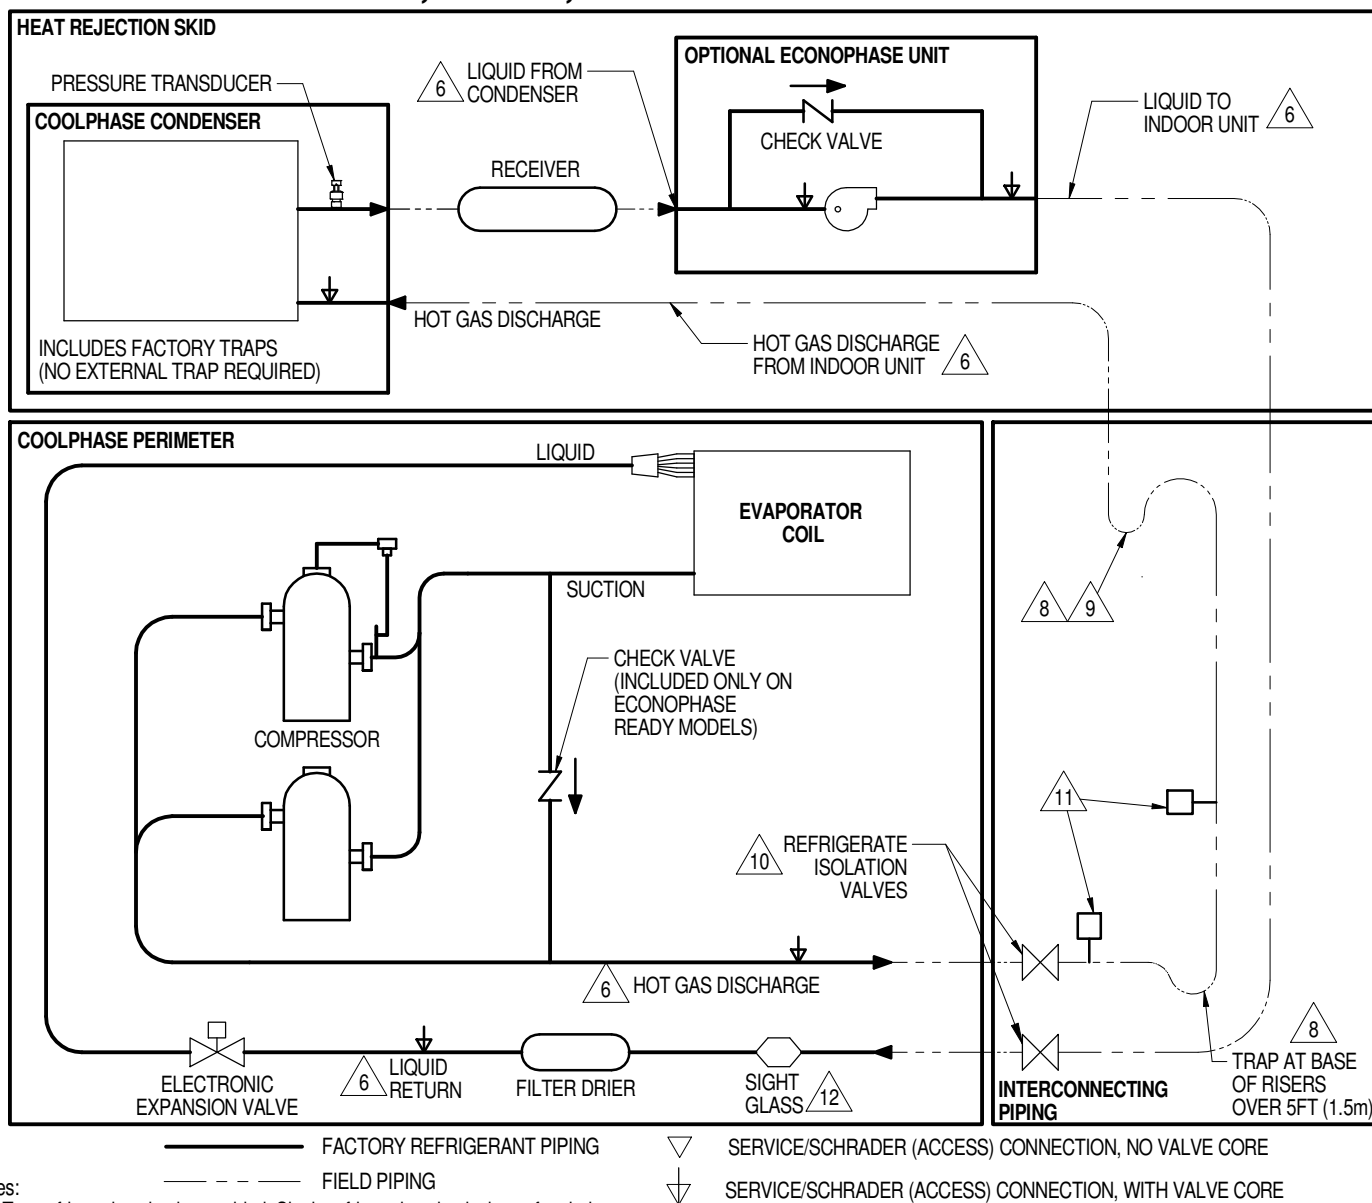 HEAT REJECTION SKID
PRESSURE TRANSDUCER
COOLPHASE CONDENSER
6
LIQUID FROM
CONDENSER
OPTIONAL ECONOPHASE UNIT
CHECK VALVE
RECEIVER
LIQUID TO
INDOOR UNIT
6
HOT GAS DISCHARGE
HOT GAS DISCHARGE
FROM INDOOR UNIT
6
INCLUDES FACTORY TRAPS
(NO EXTERNAL TRAP REQUIRED)
COOLPHASE PERIMETER
LIQUID
EVAPORATOR
COIL
SUCTION
8
9
CHECK VALVE
(INCLUDED ONLY ON
ECONOPHASE
READY MODELS)
COMPRESSOR
11
10
REFRIGERATE
ISOLATION
VALVES
6
HOT GAS DISCHARGE
8
TRAP AT BASE
OF RISERS
OVER 5FT (1.5m)
ELECTRONIC
EXPANSION VALVE
6
LIQUID
RETURN
FILTER DRIER
SIGHT
GLASS
12
INTERCONNECTING
PIPING
FACTORY REFRIGERANT PIPING
SERVICE/SCHRADER (ACCESS) CONNECTION, NO VALVE CORE
FIELD PIPING
SERVICE/SCHRADER (ACCESS) CONNECTION, WITH VALVE CORE
es: